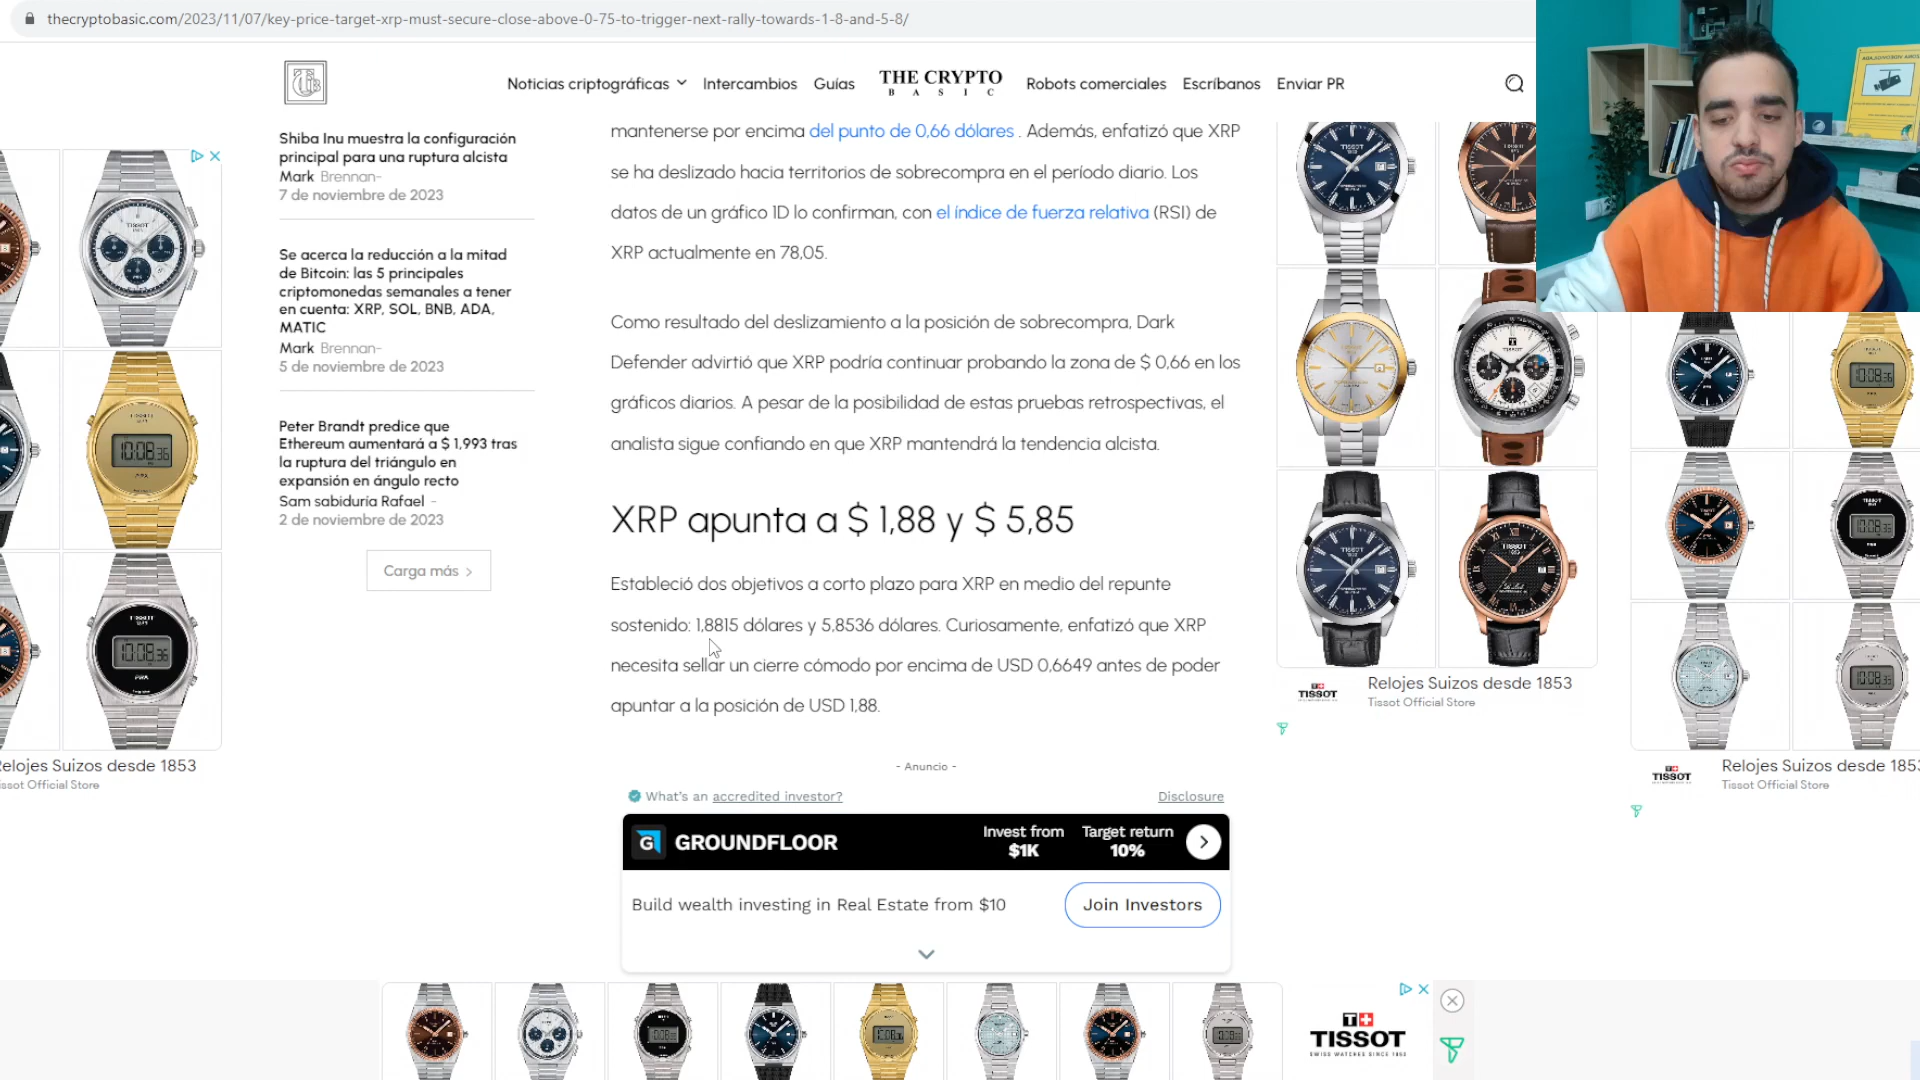 thecryptobasic.com/2023/11/07/key-price-target-xrp-must-secure-close-above-0-75-to-trigger-next-rally-towards-1-8-and-5-8/
Noticias criptográficas
Intercambios
Guías
THE CRYPTO
BASIC
Robots comerciales
Escríbanos
Enviar PR
Shiba Inu muestra la configuración
principal para una ruptura alcista
Mark Brennan-
7 de noviembre de 2023
Se acerca la reducción a la mitad
de Bitcoin: las 5 principales
criptomonedas semanales a tener
en cuenta: XRP, SOL, BNB, ADA,
MATIC
Mark Brennan-
5 de noviembre de 2023
Peter Brandt predice que
Ethereum aumentará a $ 1,993 tras
la ruptura del triángulo en
expansión en ángulo recto
Sam sabiduría Rafael -
2 de noviembre de 2023
Carga más
mantenerse por encima del punto de 0,66 dólares . Además, enfatizó que XRP
se ha deslizado hacia territorios de sobrecompra en el período diario. Los
datos de un gráfico 1D lo confirman, con el índice de fuerza relativa (RSI) de
XRP actualmente en 78,05.
Como resultado del deslizamiento a la posición de sobrecompra, Dark
Defender advirtió que XRP podría continuar probando la zona de $ 0,66 en los
gráficos diarios. A pesar de la posibilidad de estas pruebas retrospectivas, el
analista sigue confiando en que XRP mantendrá la tendencia alcista.
XRP apunta a $ 1,88 y $ 5,85
Estableció dos objetivos a corto plazo para XRP en medio del repunte
sostenido: 1,8815 dólares y 5,8536 dólares. Curiosamente, enfatizó que XRP
necesita sellar un cierre cómodo por encima de USD 0,6649 antes de poder
apuntar a la posición de USD 1,88.
- Anuncio -
What's an accredited investor?
Disclosure
GROUNDFLOOR
Invest from
$1K
Target return
10%
Build wealth investing in Real Estate from $10
Join Investors
elojes Suizos desde 1853
issot Official Store
TISSOT
Relojes Suizos desde 1853
Tissot Official Store
TISSOT
Relojes Suizos desde 1853
Tissot Official Store
TISSOT
SWISS WATCHES SINCE 1853